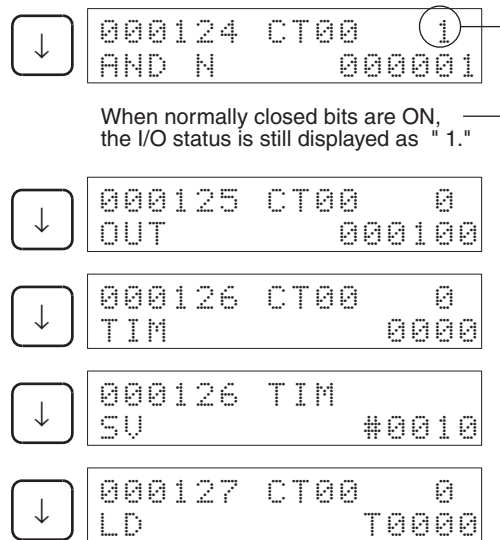 ↓
000124 CT00 1
AND N 000001
When normally closed bits are ON,
the I/O status is still displayed as " 1."
↓
000125 CT00 0
OUT 000100
↓
000126 CT00 0
TIM 0000
↓
000126 TIM
SV #0010
↓
000127 CT00 0
LD T0000